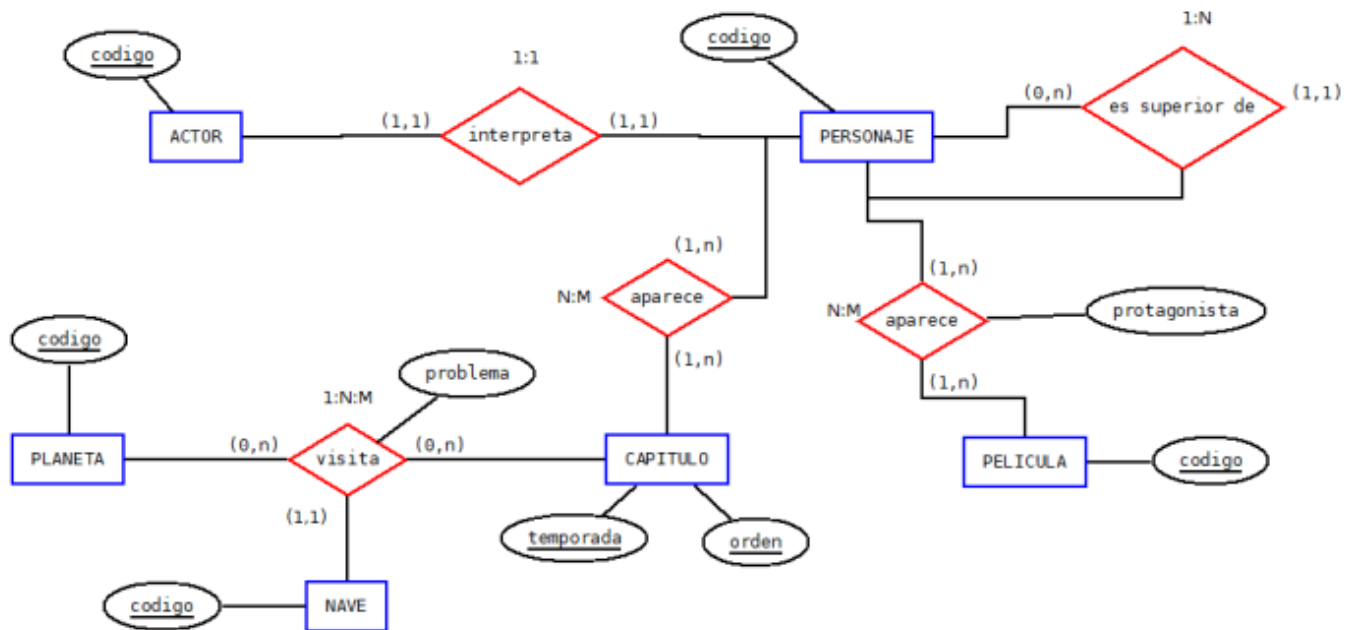 1:N
codigo
codigo
1:1
(0,n)
es superior de
(1,1)
ACTOR
(1,1)
interpreta
(1,1)
PERSONAJE
(1,n)
(1,n)
N:M
aparece
N:M
aparece
protagonista
codigo
problema
(1,n)
(1,n)
1:N:M
PLANETA
(0,n)
visita
(0,n)
CAPITULO
PELICULA
codigo
(1,1)
temporada
orden
codigo
NAVE